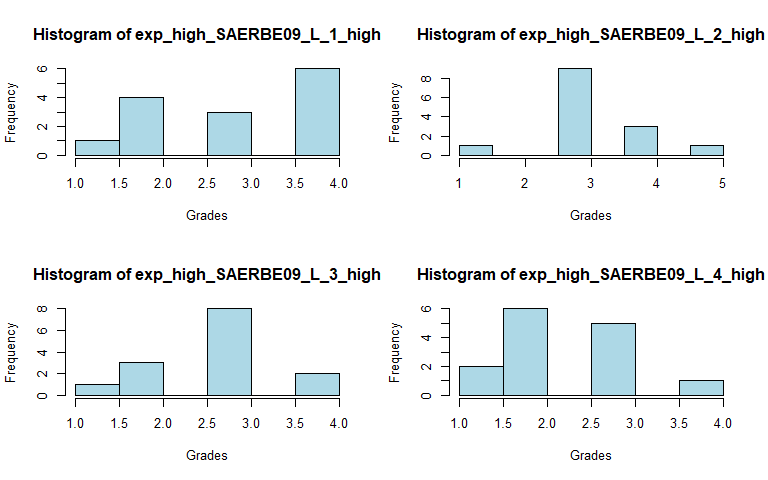 Histogram of exp_high_SAERBE09_L_1_high
Frequency
0 2 4 6
1.0 1.5 2.0 2.5 3.0 3.5 4.0
Grades
Histogram of exp_high_SAERBE09_L_2_high
Frequency
0 2 4 6 8
1 2 3 4 5
Grades
Histogram of exp_high_SAERBE09_L_3_high
Frequency
0 2 4 6 8
1.0 1.5 2.0 2.5 3.0 3.5 4.0
Grades
Histogram of exp_high_SAERBE09_L_4_high
Frequency
0 2 4 6
1.0 1.5 2.0 2.5 3.0 3.5 4.0
Grades